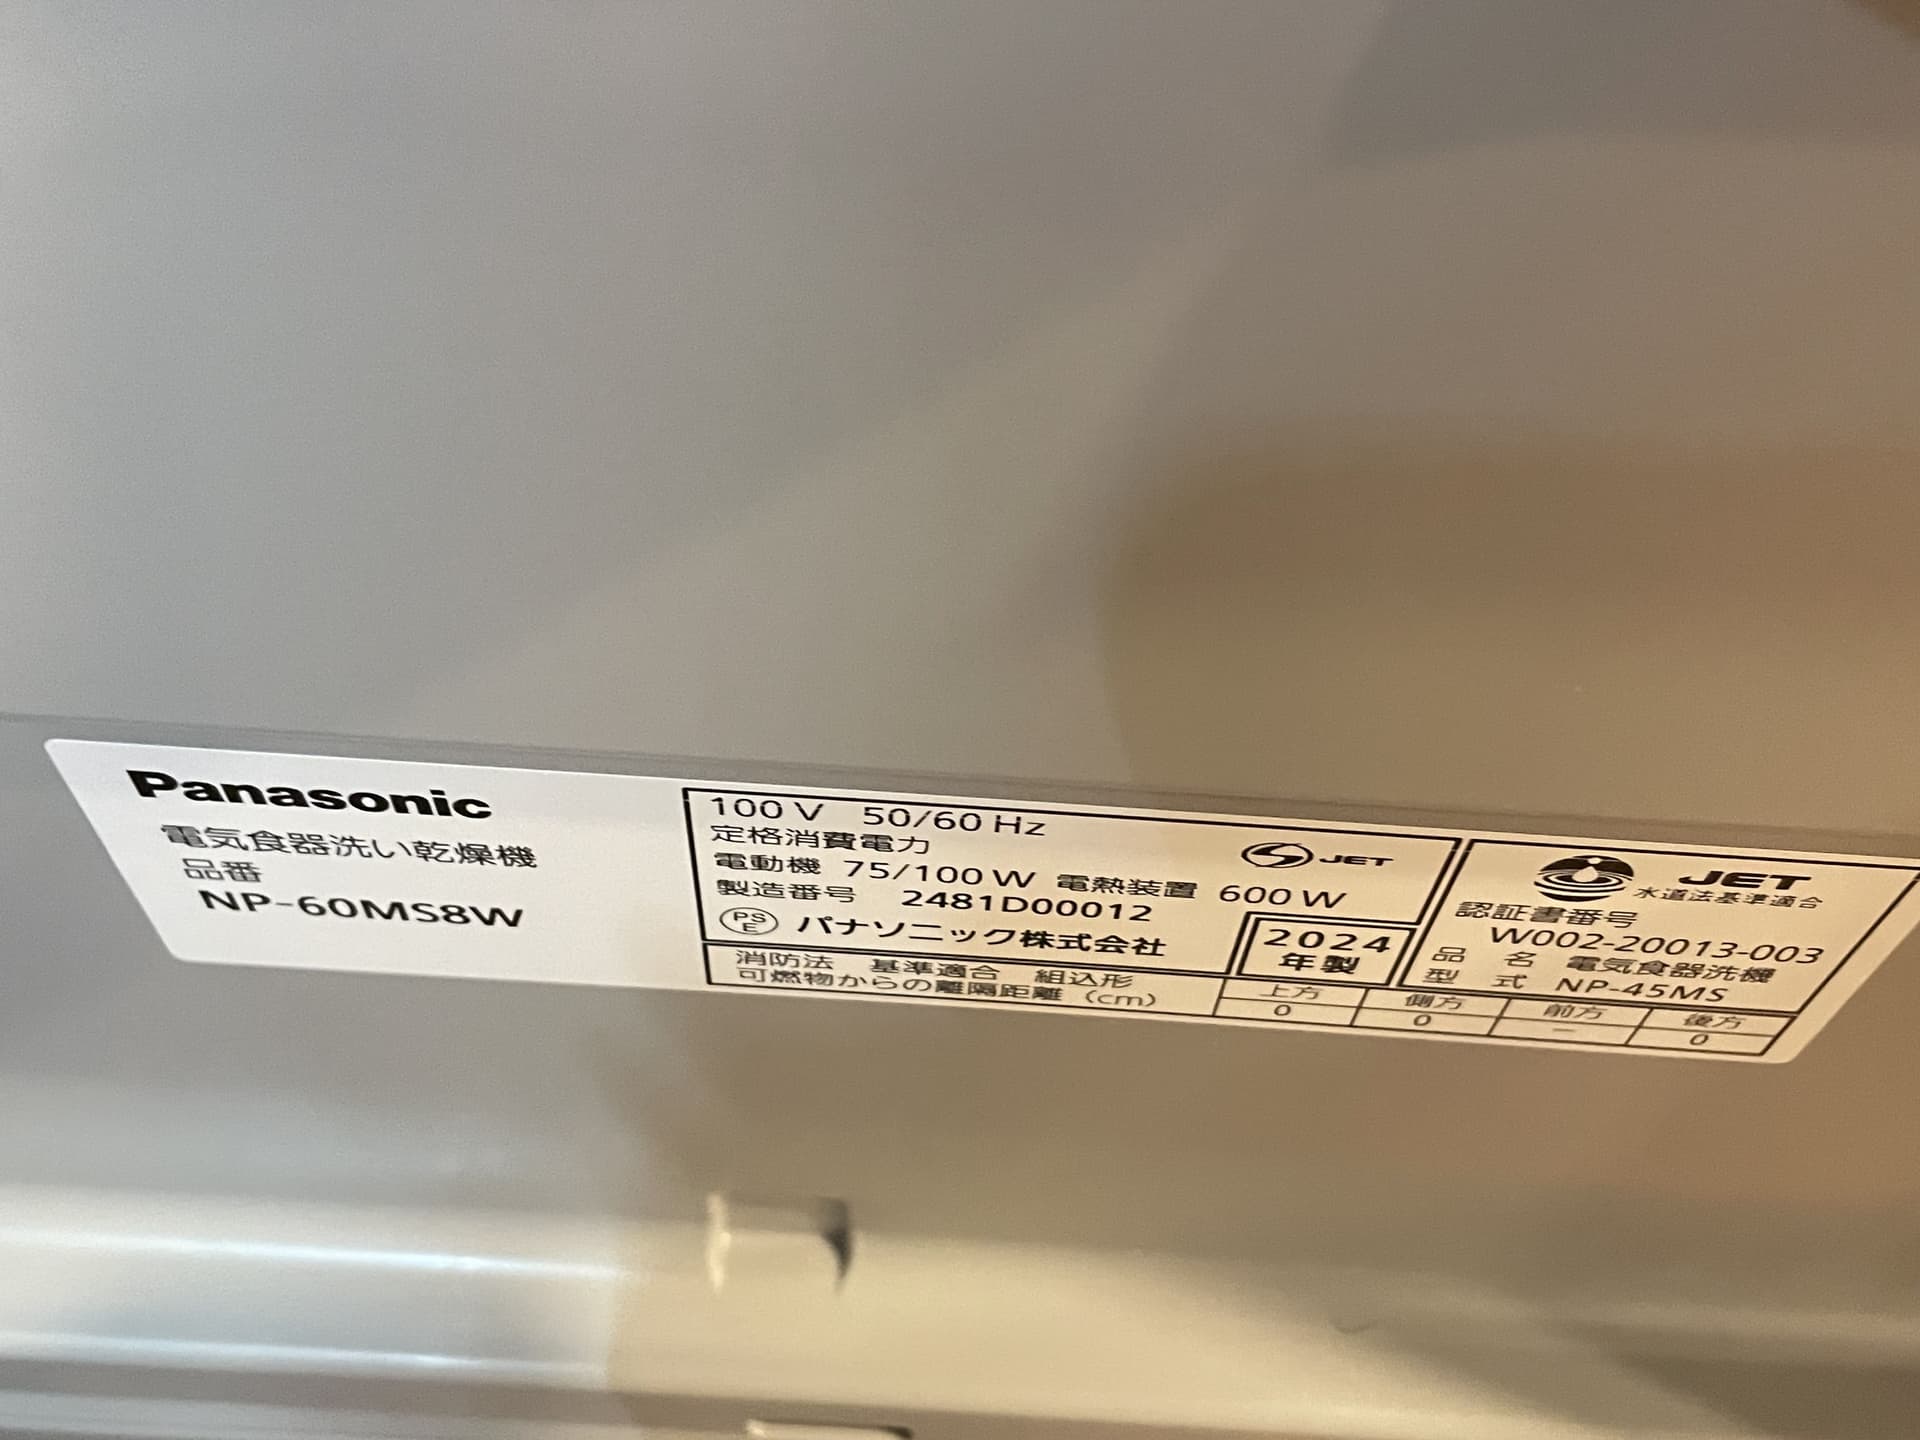 Panasonic
電気食器洗い乾燥機
品番
NP-60MS8W
100 V 50/60 Hz
定格消費電力
電動機 75/100 W 電熱装置 600 W
製造番号 2481D00012
PS E パナソニック株式会社
JET
2024
年製
消防法 基準適合 組込形
可燃物からの離隔距離 (cm)
上方 側方 前方 後方
0 0 － 0
JET
水道法基準適合
認証書番号
W002-20013-003
品 名 電気食器洗機
型 式 NP-45MS